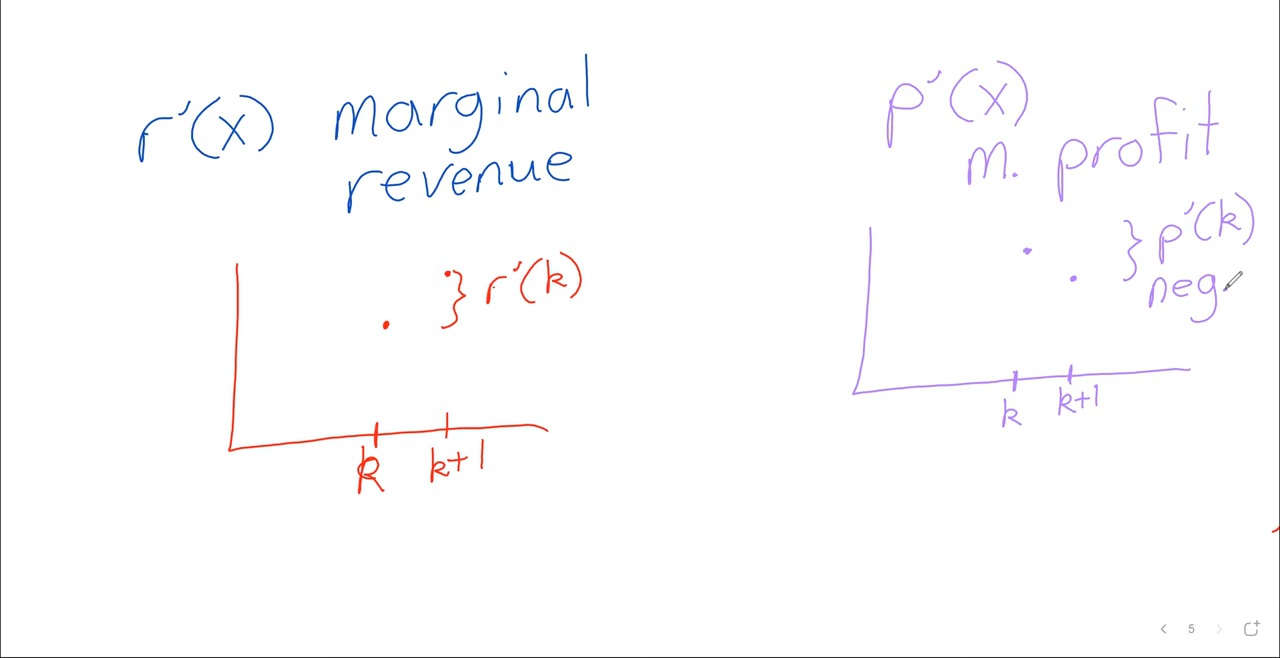 r'(x) marginal
revenue
} r'(k)
k
k+1
p'(x)
m. profit
} p'(k)
neg
k
k+1
< 5 >